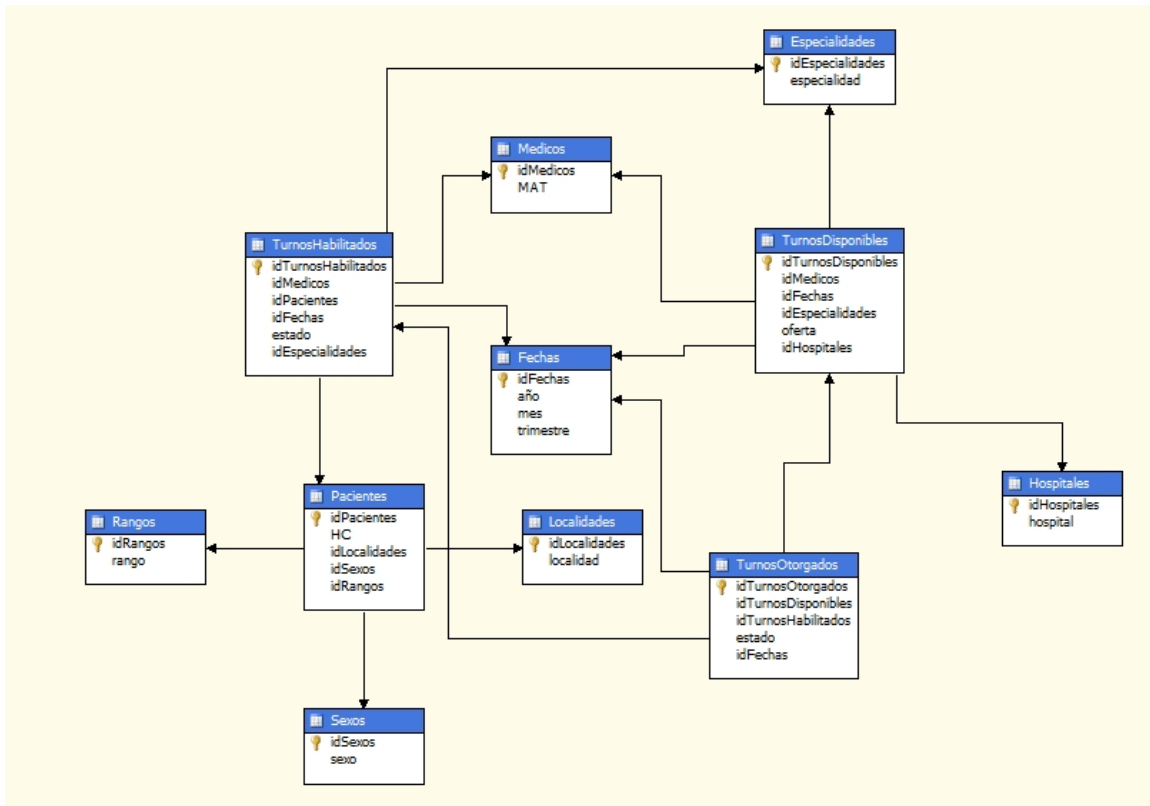 Especialidades
idEspecialidades
especialidad
Medicos
idMedicos
MAT
TurnosHabilitados
idTurnosHabilitados
idMedicos
idPacientes
idFechas
estado
idEspecialidades
TurnosDisponibles
idTurnosDisponibles
idMedicos
idFechas
idEspecialidades
oferta
idHospitales
Fechas
idFechas
año
mes
trimestre
Hospitales
idHospitales
hospital
Pacientes
idPacientes
HC
idLocalidades
idSexos
idRangos
Rangos
idRangos
rango
Localidades
idLocalidades
localidad
TurnosOtorgados
idTurnosOtorgados
idTurnosDisponibles
idTurnosHabilitados
estado
idFechas
Sexos
idSexos
sexo